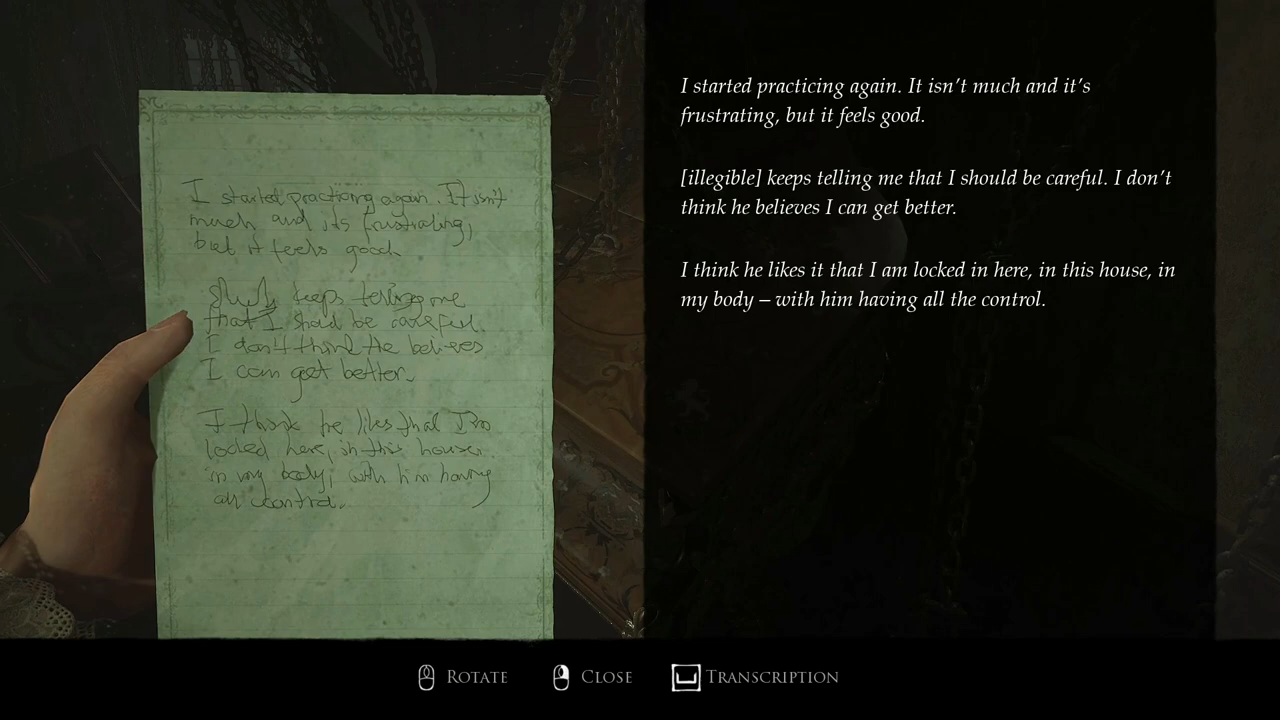 I started practicing again. It isn't
much and its frustrating,
but it feels good.
keeps telling me
that I shold be careful.
I don't think he believes
I can get better.
I think he likes that I'm
locked here, in this house.
in my body, with him having
all control.
I started practicing again. It isn’t much and it’s
frustrating, but it feels good.
[illegible] keeps telling me that I should be careful. I don’t
think he believes I can get better.
I think he likes it that I am locked in here, in this house, in
my body – with him having all the control.
ROTATE CLOSE TRANSCRIPTION